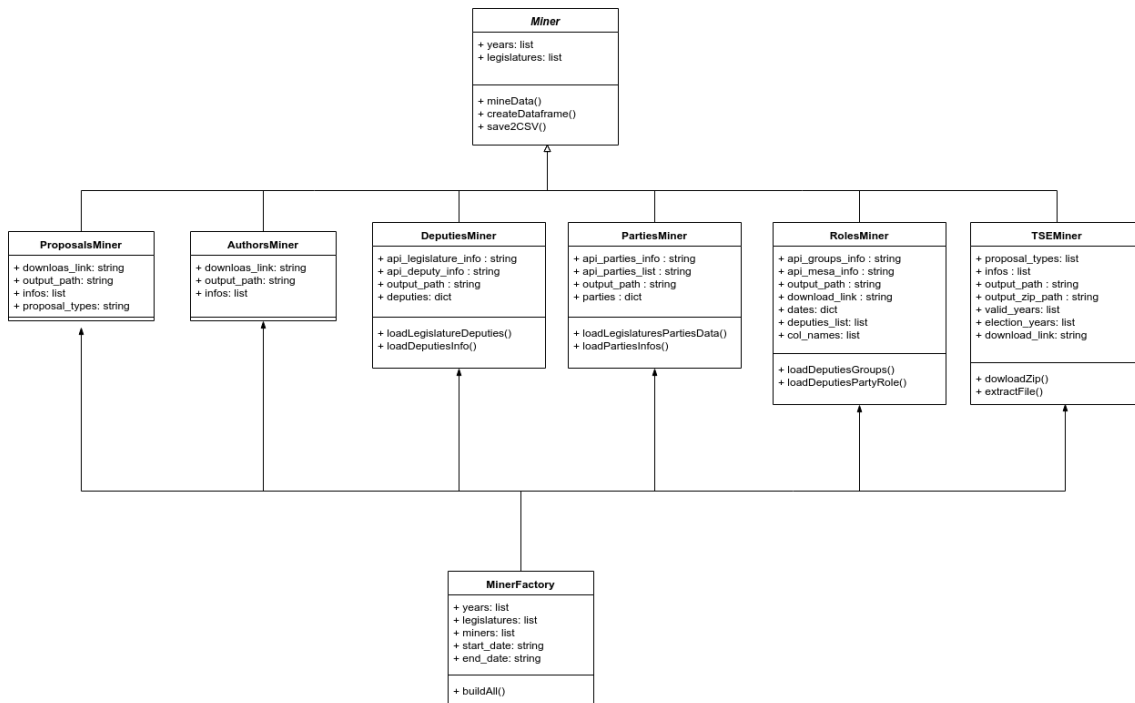 Miner
+ years: list
+ legislatures: list
+ mineData()
+ createDataframe()
+ save2CSV()
ProposalsMiner
+ downloas_link: string
+ output_path: string
+ infos: list
+ proposal_types: string
AuthorsMiner
+ downloas_link: string
+ output_path: string
+ infos: list
DeputiesMiner
+ api_legislature_info : string
+ api_deputy_info : string
+ output_path : string
+ deputies: dict
+ loadLegislatureDeputies()
+ loadDeputiesInfo()
PartiesMiner
+ api_parties_info : string
+ api_parties_list : string
+ output_path : string
+ parties : dict
+ loadLegislaturesPartiesData()
+ loadPartiesInfos()
RolesMiner
+ api_groups_info : string
+ api_mesa_info : string
+ output_path : string
+ download_link : string
+ dates: dict
+ deputies_list: list
+ col_names: list
+ loadDeputiesGroups()
+ loadDeputiesPartyRole()
TSEMiner
+ proposal_types: list
+ infos : list
+ output_path : string
+ output_zip_path : string
+ valid_years: list
+ election_years: list
+ download_link: string
+ dowloadZip()
+ extractFile()
MinerFactory
+ years: list
+ legislatures: list
+ miners: list
+ start_date: string
+ end_date: string
+ buildAll()